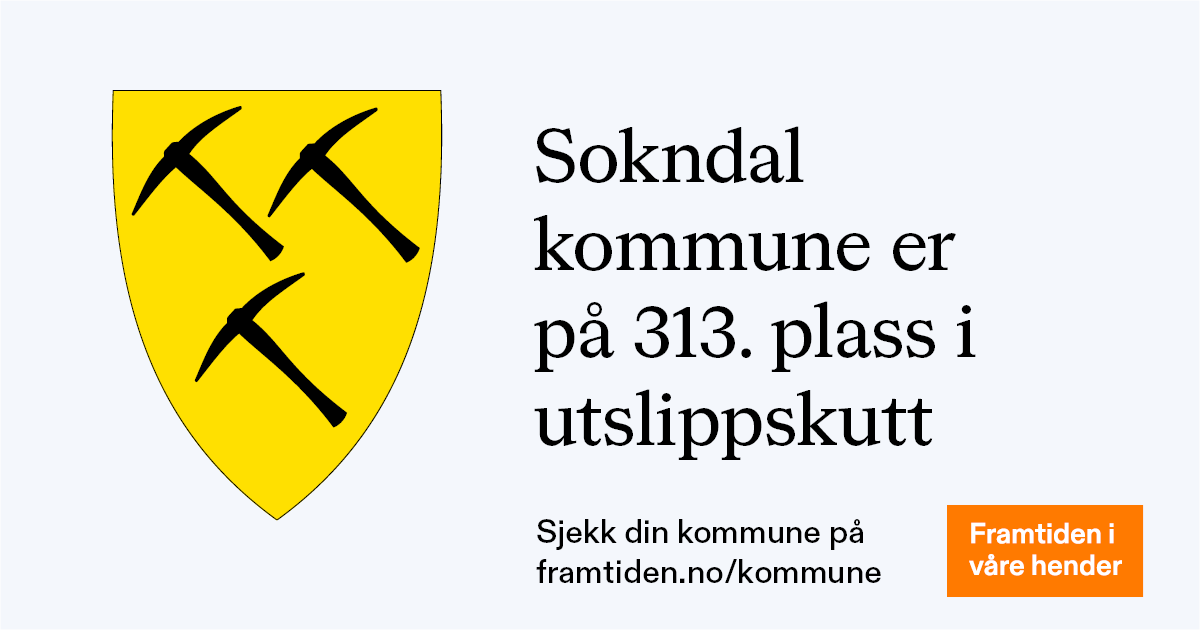 Sokndal
kommune er
på 313. plass i
utslippskutt
Sjekk din kommune på
framtiden.no/kommune
Framtiden i
våre hender